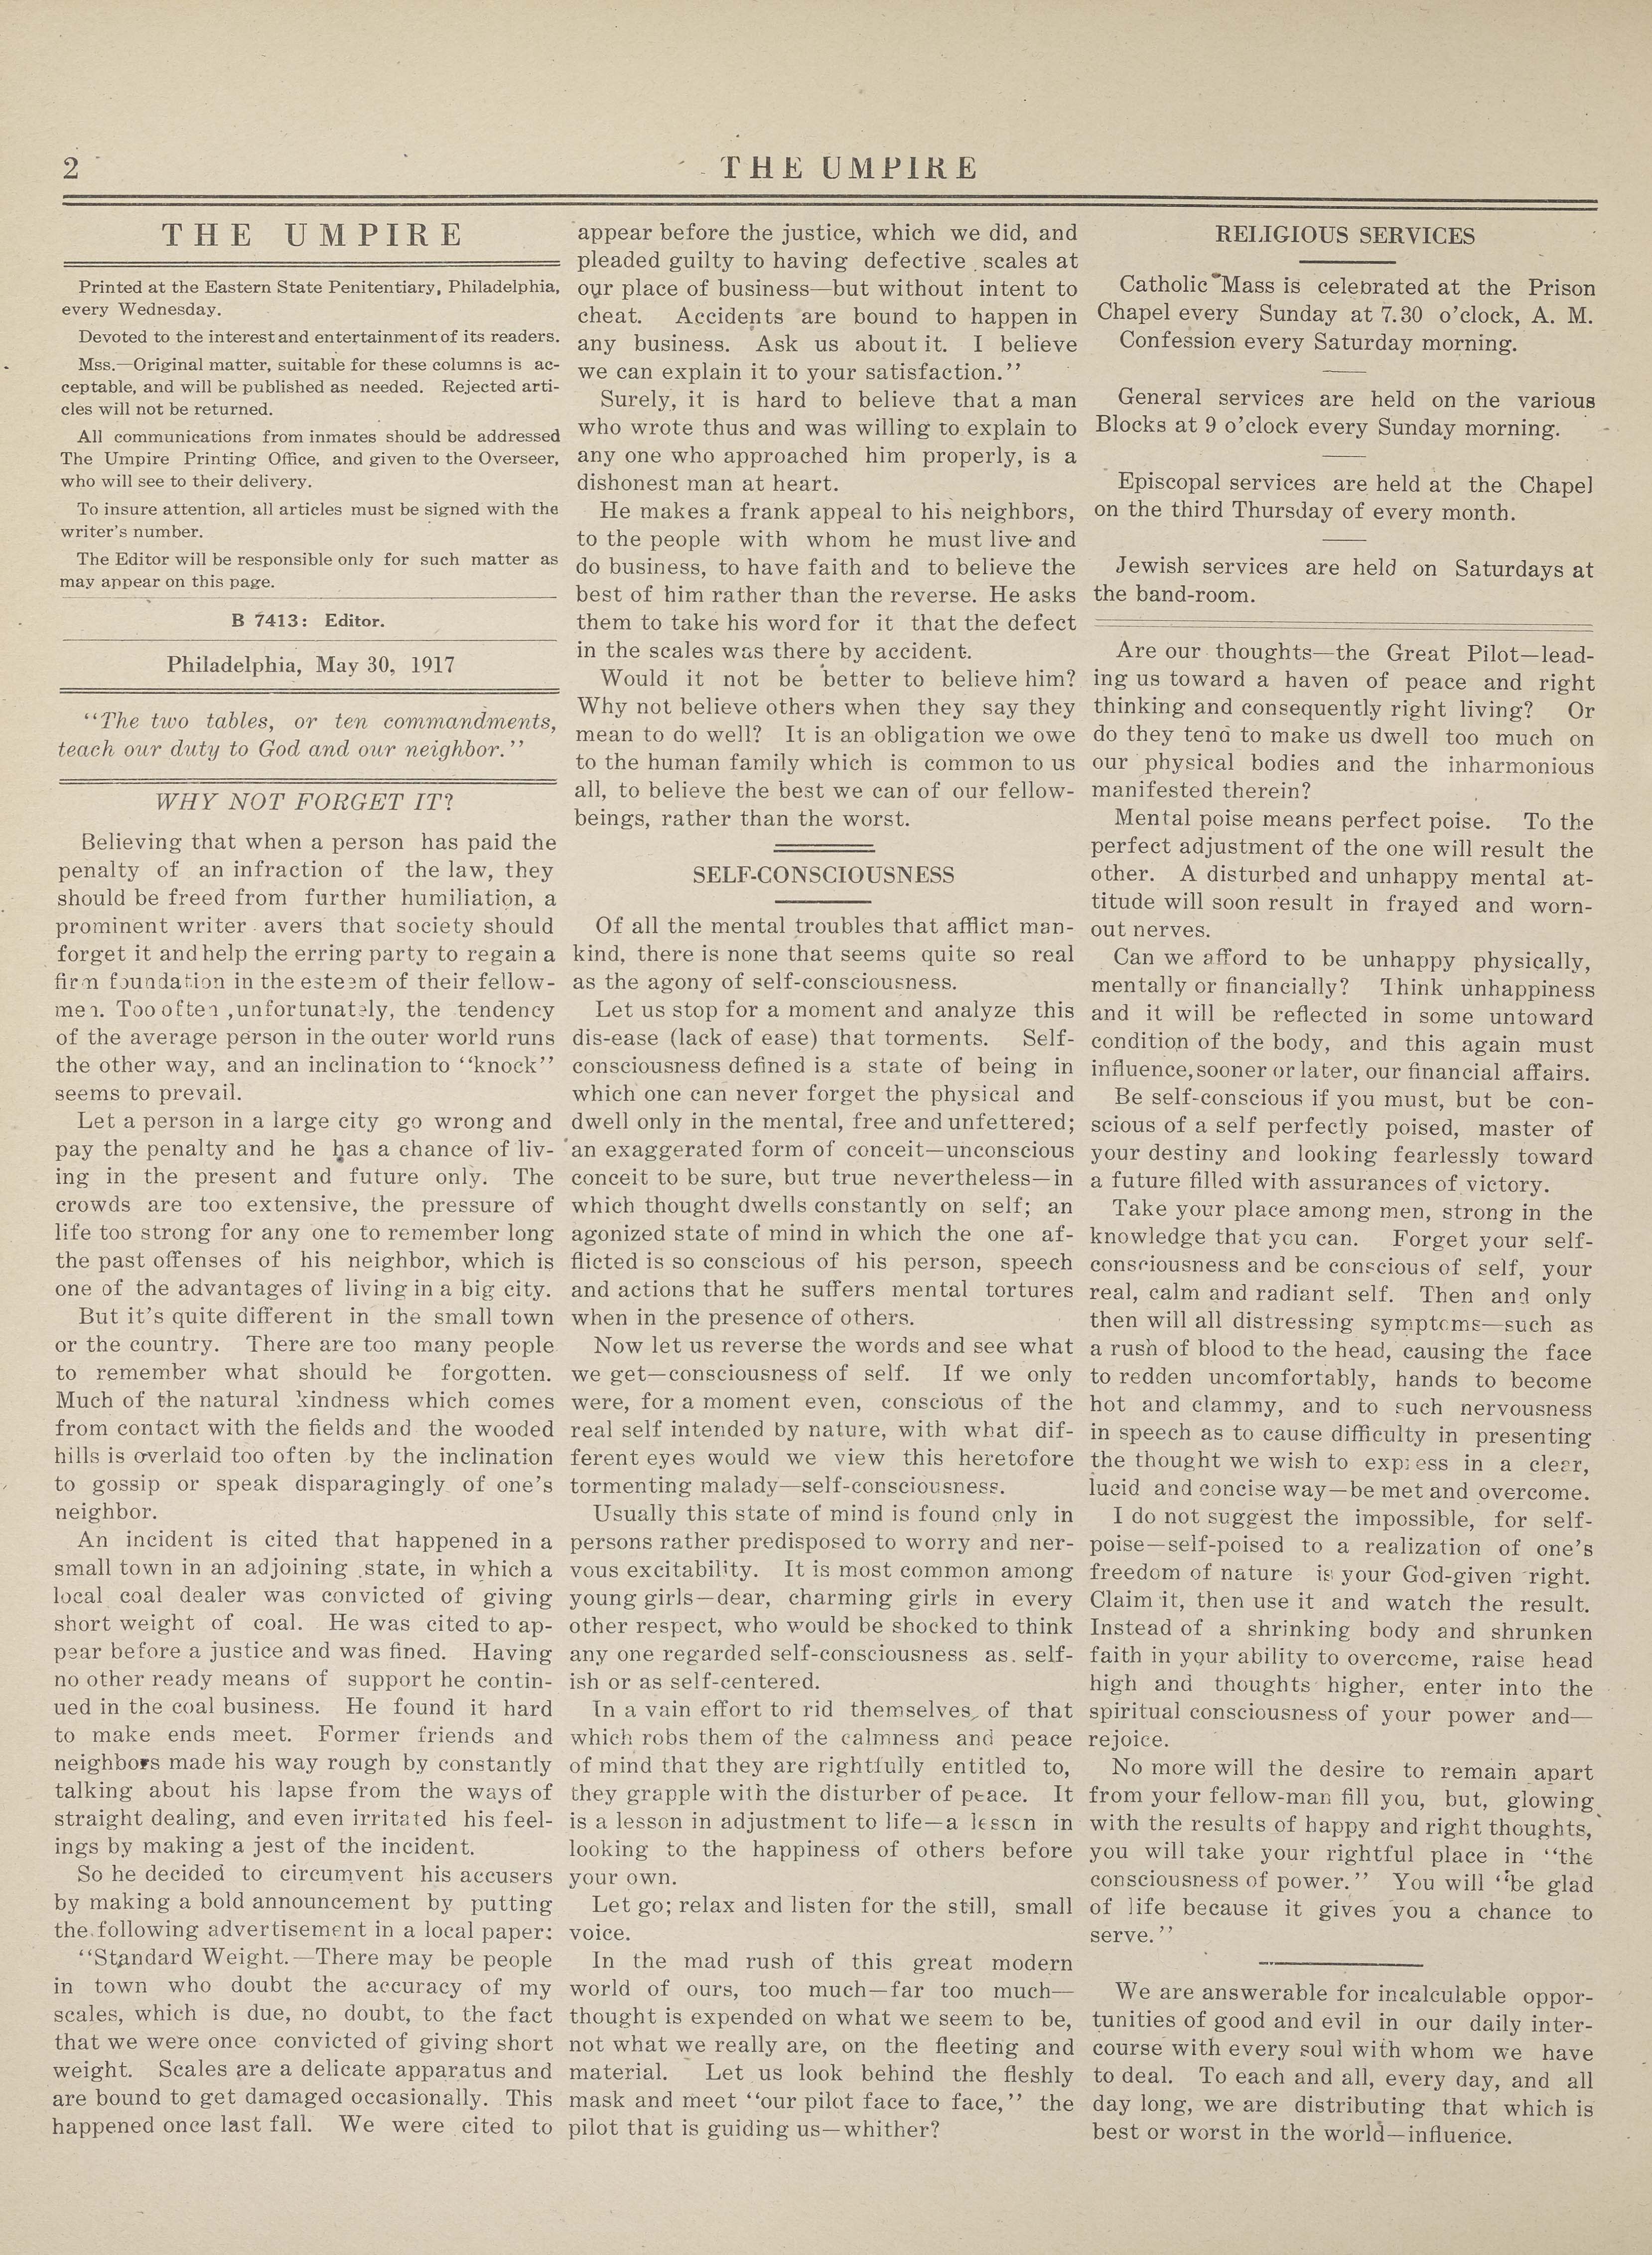 2
THE UMPIRE
THE UMPIRE
Printed at the Eastern State Penitentiary, Philadelphia,
every Wednesday.
Devoted to the interest and entertainment of its readers.
Mss.—Original matter, suitable for these columns is ac-
ceptable, and will be published as needed. Rejected arti-
cles will not be returned.
All communications from inmates should be addressed
The Umpire Printing Office, and given to the Overseer,
who will see to their delivery.
To insure attention, all articles must be signed with the
writer's number.
The Editor will be responsible only for such matter as
may appear on this page.
B 7413: Editor.
Philadelphia, May 30, 1917
"The two tables, or ten commandments,
teach our duty to God and our neighbor."
WHY NOT FORGET IT?
Believing that when a person has paid the
penalty of an infraction of the law, they
should be freed from further humiliation, a
prominent writer avers that society should
forget it and help the erring party to regain a
firm foundation in the esteem of their fellow-
men. Too often ,unfortunately, the tendency
of the average person in the outer world runs
the other way, and an inclination to "knock"
seems to prevail.
Let a person in a large city go wrong and
pay the penalty and he has a chance of liv-
ing in the present and future only. The
crowds are too extensive, the pressure of
life too strong for any one to remember long
the past offenses of his neighbor, which is
one of the advantages of living in a big city.
But it's quite different in the small town
or the country. There are too many people
to remember what should be forgotten.
Much of the natural kindness which comes
from contact with the fields and the wooded
hills is overlaid too often by the inclination
to gossip or speak disparagingly of one's
neighbor.
An incident is cited that happened in a
small town in an adjoining state, in which a
local coal dealer was convicted of giving
short weight of coal. He was cited to ap-
pear before a justice and was fined. Having
no other ready means of support he contin-
ued in the coal business. He found it hard
to make ends meet. Former friends and
neighbors made his way rough by constantly
talking about his lapse from the ways of
straight dealing, and even irritated his feel-
ings by making a jest of the incident.
So he decided to circumvent his accusers
by making a bold announcement by putting
the following advertisement in a local paper:
"Standard Weight.—There may be people
in town who doubt the accuracy of my
scales, which is due, no doubt, to the fact
that we were once convicted of giving short
weight. Scales are a delicate apparatus and
are bound to get damaged occasionally. This
happened once last fall. We were cited to
appear before the justice, which we did, and
pleaded guilty to having defective scales at
our place of business—but without intent to
cheat. Accidents are bound to happen in
any business. Ask us about it. I believe
we can explain it to your satisfaction."
Surely, it is hard to believe that a man
who wrote thus and was willing to explain to
any one who approached him properly, is a
dishonest man at heart.
He makes a frank appeal to his neighbors,
to the people with whom he must live and
do business, to have faith and to believe the
best of him rather than the reverse. He asks
them to take his word for it that the defect
in the scales was there by accident.
Would it not be better to believe him?
Why not believe others when they say they
mean to do well? It is an obligation we owe
to the human family which is common to us
all, to believe the best we can of our fellow-
beings, rather than the worst.
SELF-CONSCIOUSNESS
Of all the mental troubles that afflict man-
kind, there is none that seems quite so real
as the agony of self-consciousness.
Let us stop for a moment and analyze this
dis-ease (lack of ease) that torments. Self-
consciousness defined is a state of being in
which one can never forget the physical and
dwell only in the mental, free and unfettered;
an exaggerated form of conceit—unconscious
conceit to be sure, but true nevertheless—in
which thought dwells constantly on self; an
agonized state of mind in which the one af-
flicted is so conscious of his person, speech
and actions that he suffers mental tortures
when in the presence of others.
Now let us reverse the words and see what
we get—consciousness of self. If we only
were, for a moment even, conscious of the
real self intended by nature, with what dif-
ferent eyes would we view this heretofore
tormenting malady—self-consciousness.
Usually this state of mind is found only in
persons rather predisposed to worry and ner-
vous excitability. It is most common among
young girls—dear, charming girls in every
other respect, who would be shocked to think
any one regarded self-consciousness as self-
ish or as self-centered.
In a vain effort to rid themselves, of that
which robs them of the calmness and peace
of mind that they are rightfully entitled to,
they grapple with the disturber of peace. It
is a lesson in adjustment to life—a lesson in
looking to the happiness of others before
your own.
Let go; relax and listen for the still, small
voice.
In the mad rush of this great modern
world of ours, too much—far too much—
thought is expended on what we seem to be,
not what we really are, on the fleeting and
material. Let us look behind the fleshly
mask and meet "our pilot face to face," the
pilot that is guiding us—whither?
RELIGIOUS SERVICES
Catholic Mass is celebrated at the Prison
Chapel every Sunday at 7.30 o'clock, A. M.
Confession every Saturday morning.
General services are held on the various
Blocks at 9 o'clock every Sunday morning.
Episcopal services are held at the Chapel
on the third Thursday of every month.
Jewish services are held on Saturdays at
the band-room.
Are our thoughts—the Great Pilot—lead-
ing us toward a haven of peace and right
thinking and consequently right living? Or
do they tend to make us dwell too much on
our physical bodies and the inharmonious
manifested therein?
Mental poise means perfect poise. To the
perfect adjustment of the one will result the
other. A disturbed and unhappy mental at-
titude will soon result in frayed and worn-
out nerves.
Can we afford to be unhappy physically,
mentally or financially? Think unhappiness
and it will be reflected in some untoward
condition of the body, and this again must
influence, sooner or later, our financial affairs.
Be self-conscious if you must, but be con-
scious of a self perfectly poised, master of
your destiny and looking fearlessly toward
a future filled with assurances of victory.
Take your place among men, strong in the
knowledge that you can. Forget your self-
consciousness and be conscious of self, your
real, calm and radiant self. Then and only
then will all distressing symptoms—such as
a rush of blood to the head, causing the face
to redden uncomfortably, hands to become
hot and clammy, and to such nervousness
in speech as to cause difficulty in presenting
the thought we wish to express in a clear,
lucid and concise way—be met and overcome.
I do not suggest the impossible, for self-
poise—self-poised to a realization of one's
freedom of nature is your God-given right.
Claim it, then use it and watch the result.
Instead of a shrinking body and shrunken
faith in your ability to overcome, raise head
high and thoughts higher, enter into the
spiritual consciousness of your power and—
rejoice.
No more will the desire to remain apart
from your fellow-man fill you, but, glowing
with the results of happy and right thoughts,
you will take your rightful place in "the
consciousness of power." You will "be glad
of life because it gives you a chance to
serve."
We are answerable for incalculable oppor-
tunities of good and evil in our daily inter-
course with every soul with whom we have
to deal. To each and all, every day, and all
day long, we are distributing that which is
best or worst in the world—influence.